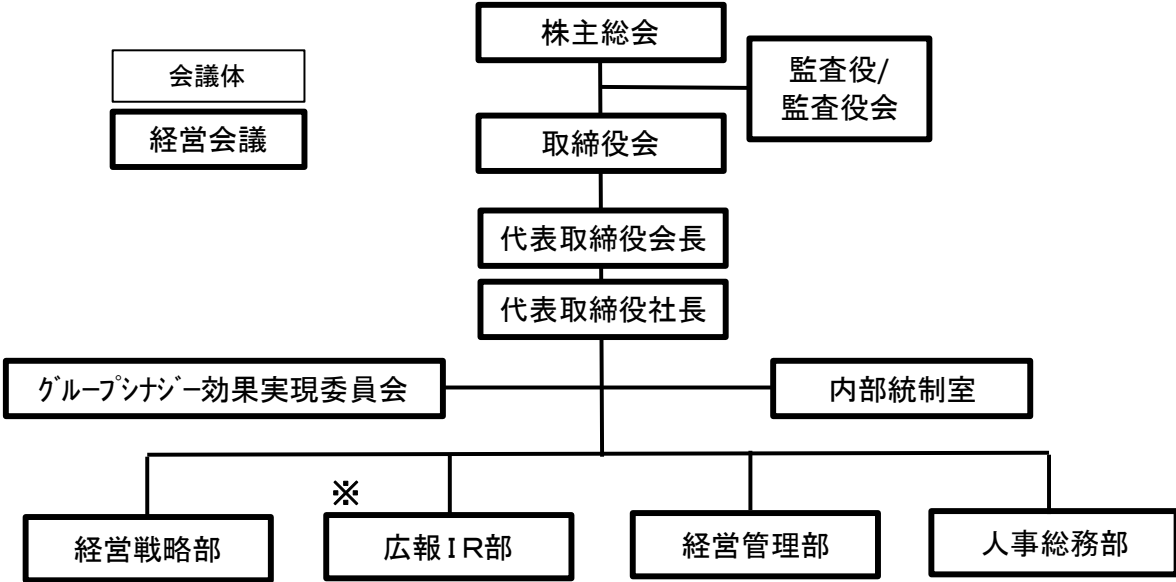 株主総会
会議体
監査役/
監査役会
経営会議
取締役会
代表取締役会長
代表取締役社長
ｸﾞﾙｰﾌﾟｼﾅｼﾞｰ効果実現委員会
内部統制室
※
経営戦略部
広報ＩＲ部
経営管理部
人事総務部